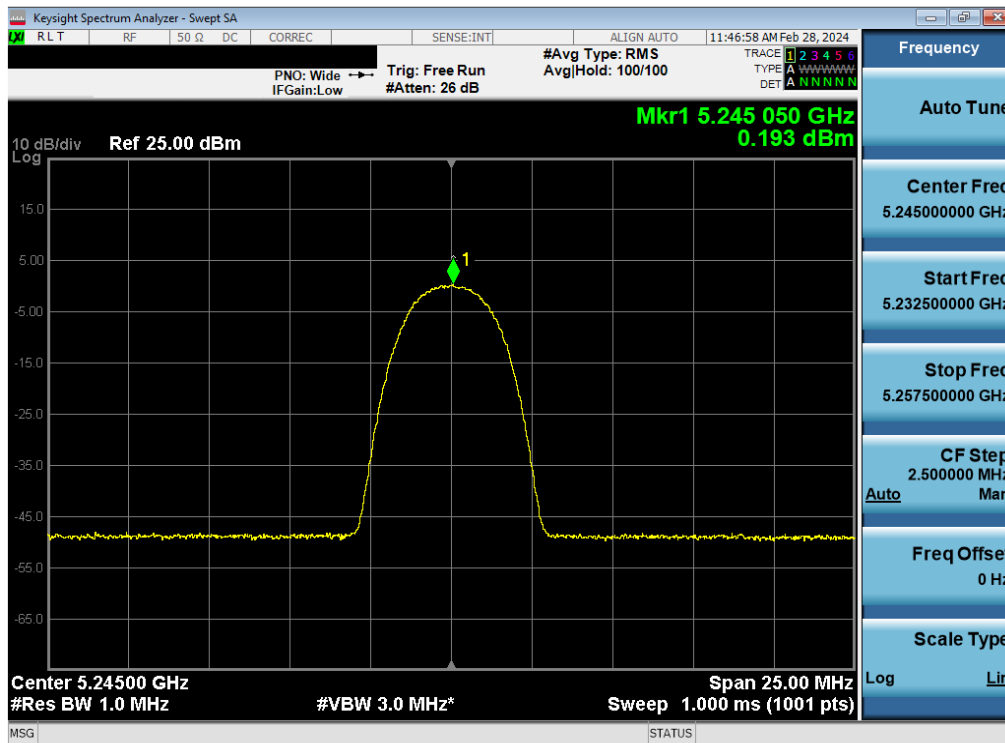 Keysight Spectrum Analyzer - Swept SA
LXI RLT RF 50 Ω DC CORREC SENSE:INT ALIGN AUTO 11:46:58 AM Feb 28, 2024
PNO: Wide
IFGain:Low
Trig: Free Run
#Atten: 26 dB
#Avg Type: RMS
Avg|Hold: 100/100
TRACE 1 2 3 4 5 6
TYPE A WWWWW
DET A N N N N N
Mkr1 5.245 050 GHz
0.193 dBm
10 dB/div Ref 25.00 dBm
Log
15.0
5.00
1
-5.00
-15.0
-25.0
-35.0
-45.0
-55.0
-65.0
Center 5.24500 GHz Span 25.00 MHz
#Res BW 1.0 MHz #VBW 3.0 MHz* Sweep 1.000 ms (1001 pts)
MSG STATUS
Frequency
Auto Tune
Center Freq
5.245000000 GHz
Start Freq
5.232500000 GHz
Stop Freq
5.257500000 GHz
CF Step
2.500000 MHz
Auto Man
Freq Offset
0 Hz
Scale Type
Log Lin